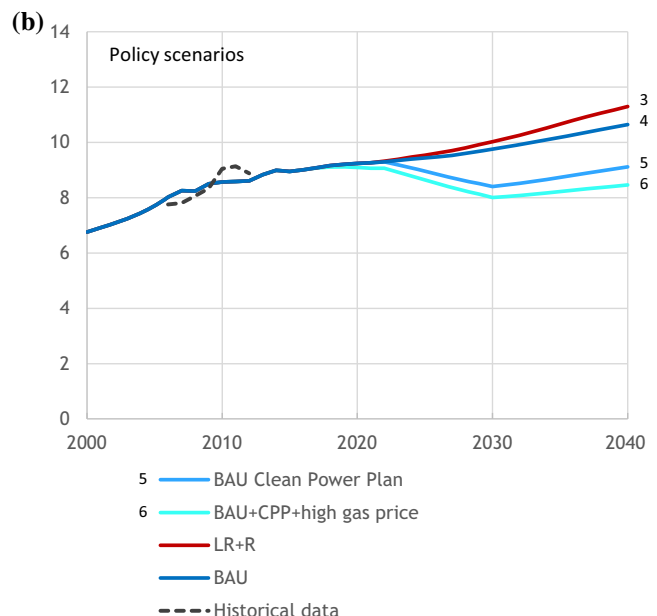 (b)
14
Policy scenarios
12
3
4
10
5
8
6
6
4
2
0
2000 2010 2020 2030 2040
5 BAU Clean Power Plan
6 BAU+CPP+high gas price
LR+R
BAU
Historical data